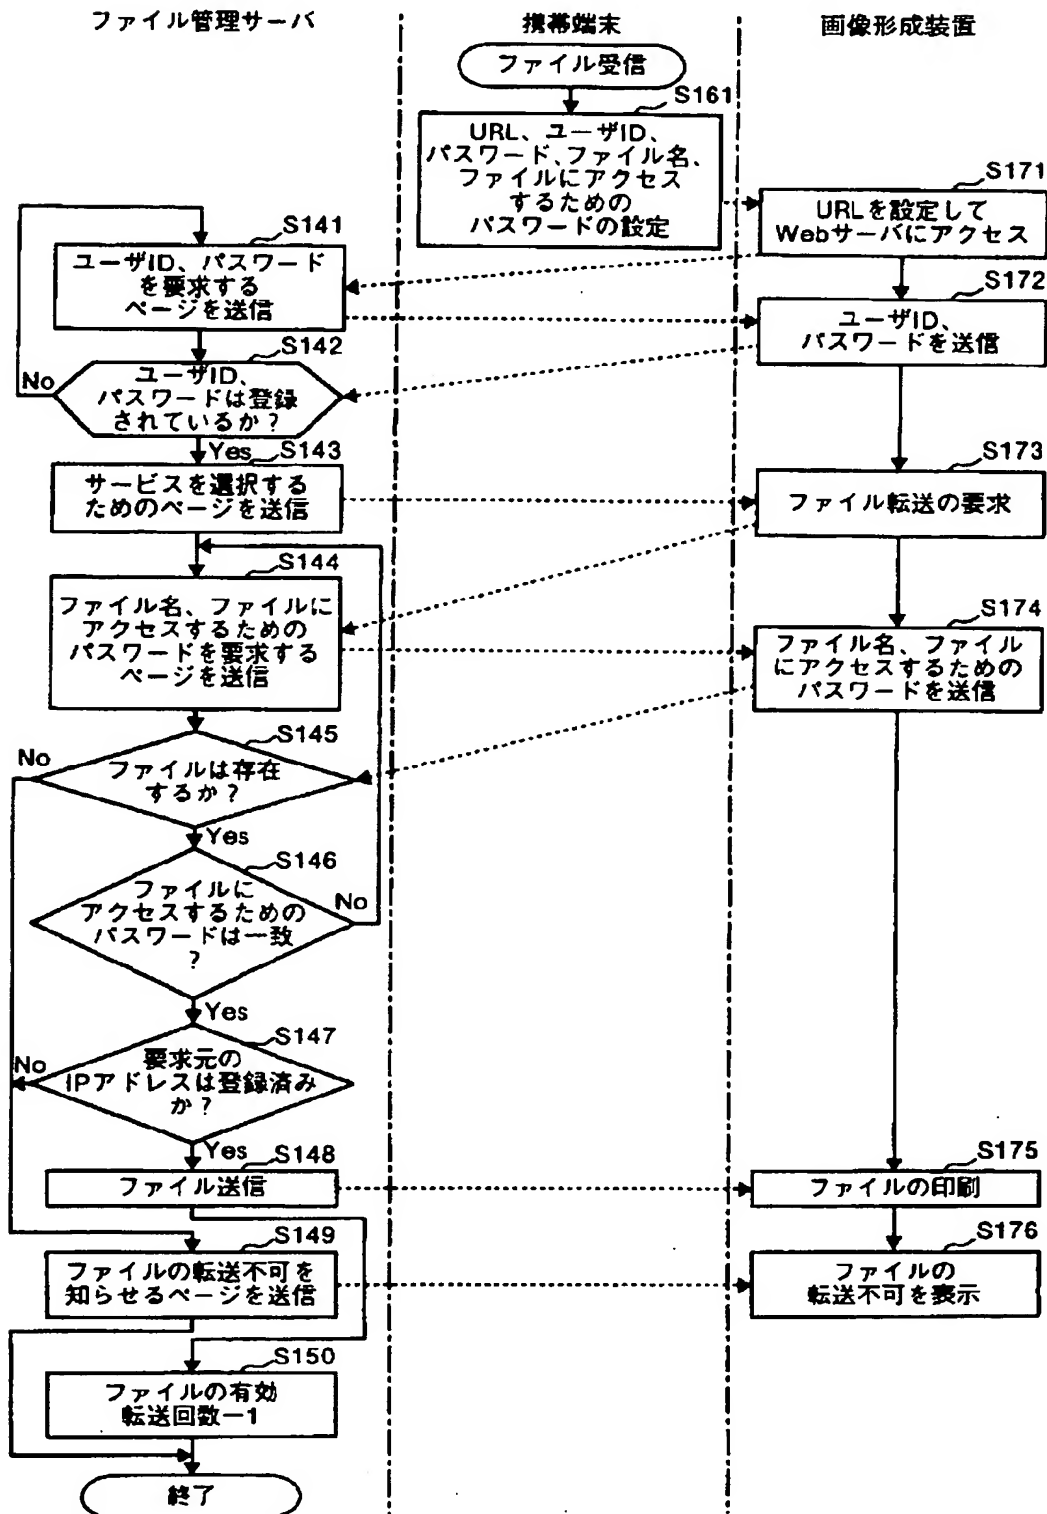 ファイル管理サーバ
携帯端末
画像形成装置
ファイル受信
S161
URL、ユーザID、
パスワード、ファイル名、
ファイルにアクセス
するための
パスワードの設定
S171
URLを設定して
Webサーバにアクセス
S141
ユーザID、パスワード
を要求する
ページを送信
S172
ユーザID、
パスワードを送信
S142
ユーザID、
パスワードは登録
されているか？
No
Yes
S143
サービスを選択する
ためのページを送信
S173
ファイル転送の要求
S144
ファイル名、ファイルに
アクセスするための
パスワードを要求する
ページを送信
S174
ファイル名、ファイル
にアクセスするための
パスワードを送信
S145
ファイルは存在
するか？
No
Yes
S146
ファイルに
アクセスするための
パスワードは一致
？
No
Yes
S147
要求元の
IPアドレスは登録済み
か？
No
Yes
S148
ファイル送信
S175
ファイルの印刷
S149
ファイルの転送不可を
知らせるページを送信
S176
ファイルの
転送不可を表示
S150
ファイルの有効
転送回数－1
終了